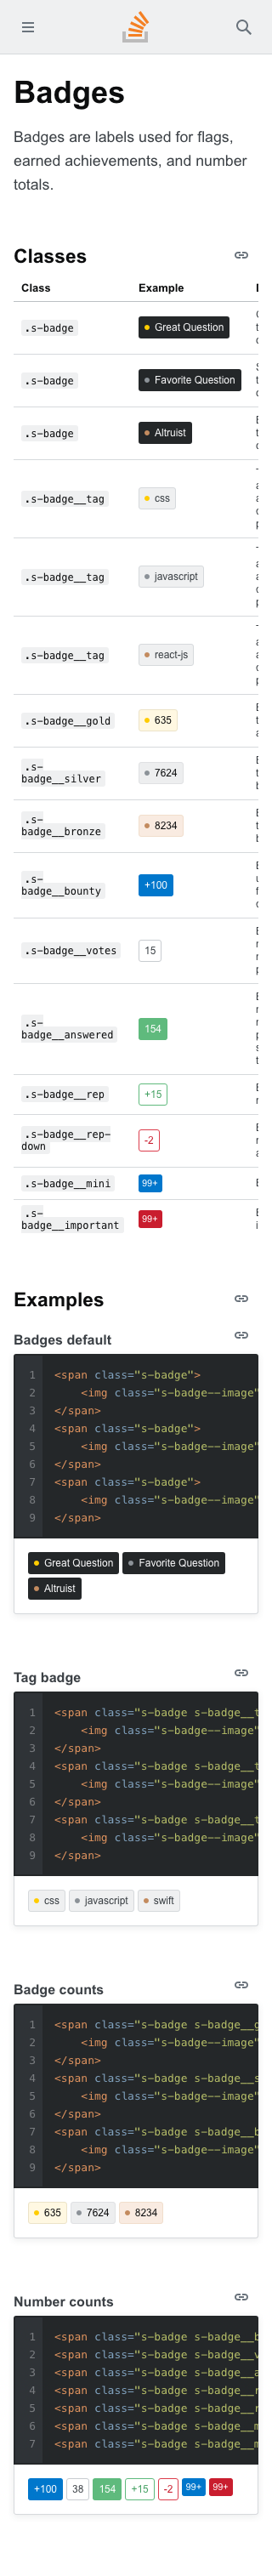 Badges
Badges are labels used for flags,
earned achievements, and number
totals.
Classes
Class Example
.s-badge Great Question
.s-badge Favorite Question
.s-badge Altruist
.s-badge__tag css
.s-badge__tag javascript
.s-badge__tag react-js
.s-badge__gold 635
.s-
badge__silver 7624
.s-
badge__bronze 8234
.s-
badge__bounty +100
.s-badge__votes 15
.s-
badge__answered 154
.s-badge__rep +15
.s-badge__rep-
down -2
.s-badge__mini 99+
.s-
badge__important 99+
Examples
Badges default
1 <span class="s-badge">
2 <img class="s-badge--image"
3 </span>
4 <span class="s-badge">
5 <img class="s-badge--image"
6 </span>
7 <span class="s-badge">
8 <img class="s-badge--image"
9 </span>
Great Question Favorite Question
Altruist
Tag badge
1 <span class="s-badge s-badge__t
2 <img class="s-badge--image"
3 </span>
4 <span class="s-badge s-badge__t
5 <img class="s-badge--image"
6 </span>
7 <span class="s-badge s-badge__t
8 <img class="s-badge--image"
9 </span>
css javascript swift
Badge counts
1 <span class="s-badge s-badge__g
2 <img class="s-badge--image"
3 </span>
4 <span class="s-badge s-badge__s
5 <img class="s-badge--image"
6 </span>
7 <span class="s-badge s-badge__b
8 <img class="s-badge--image"
9 </span>
635 7624 8234
Number counts
1 <span class="s-badge s-badge__b
2 <span class="s-badge s-badge__v
3 <span class="s-badge s-badge__a
4 <span class="s-badge s-badge__r
5 <span class="s-badge s-badge__r
6 <span class="s-badge s-badge__m
7 <span class="s-badge s-badge__m
+100 38 154 +15 -2 99+ 99+